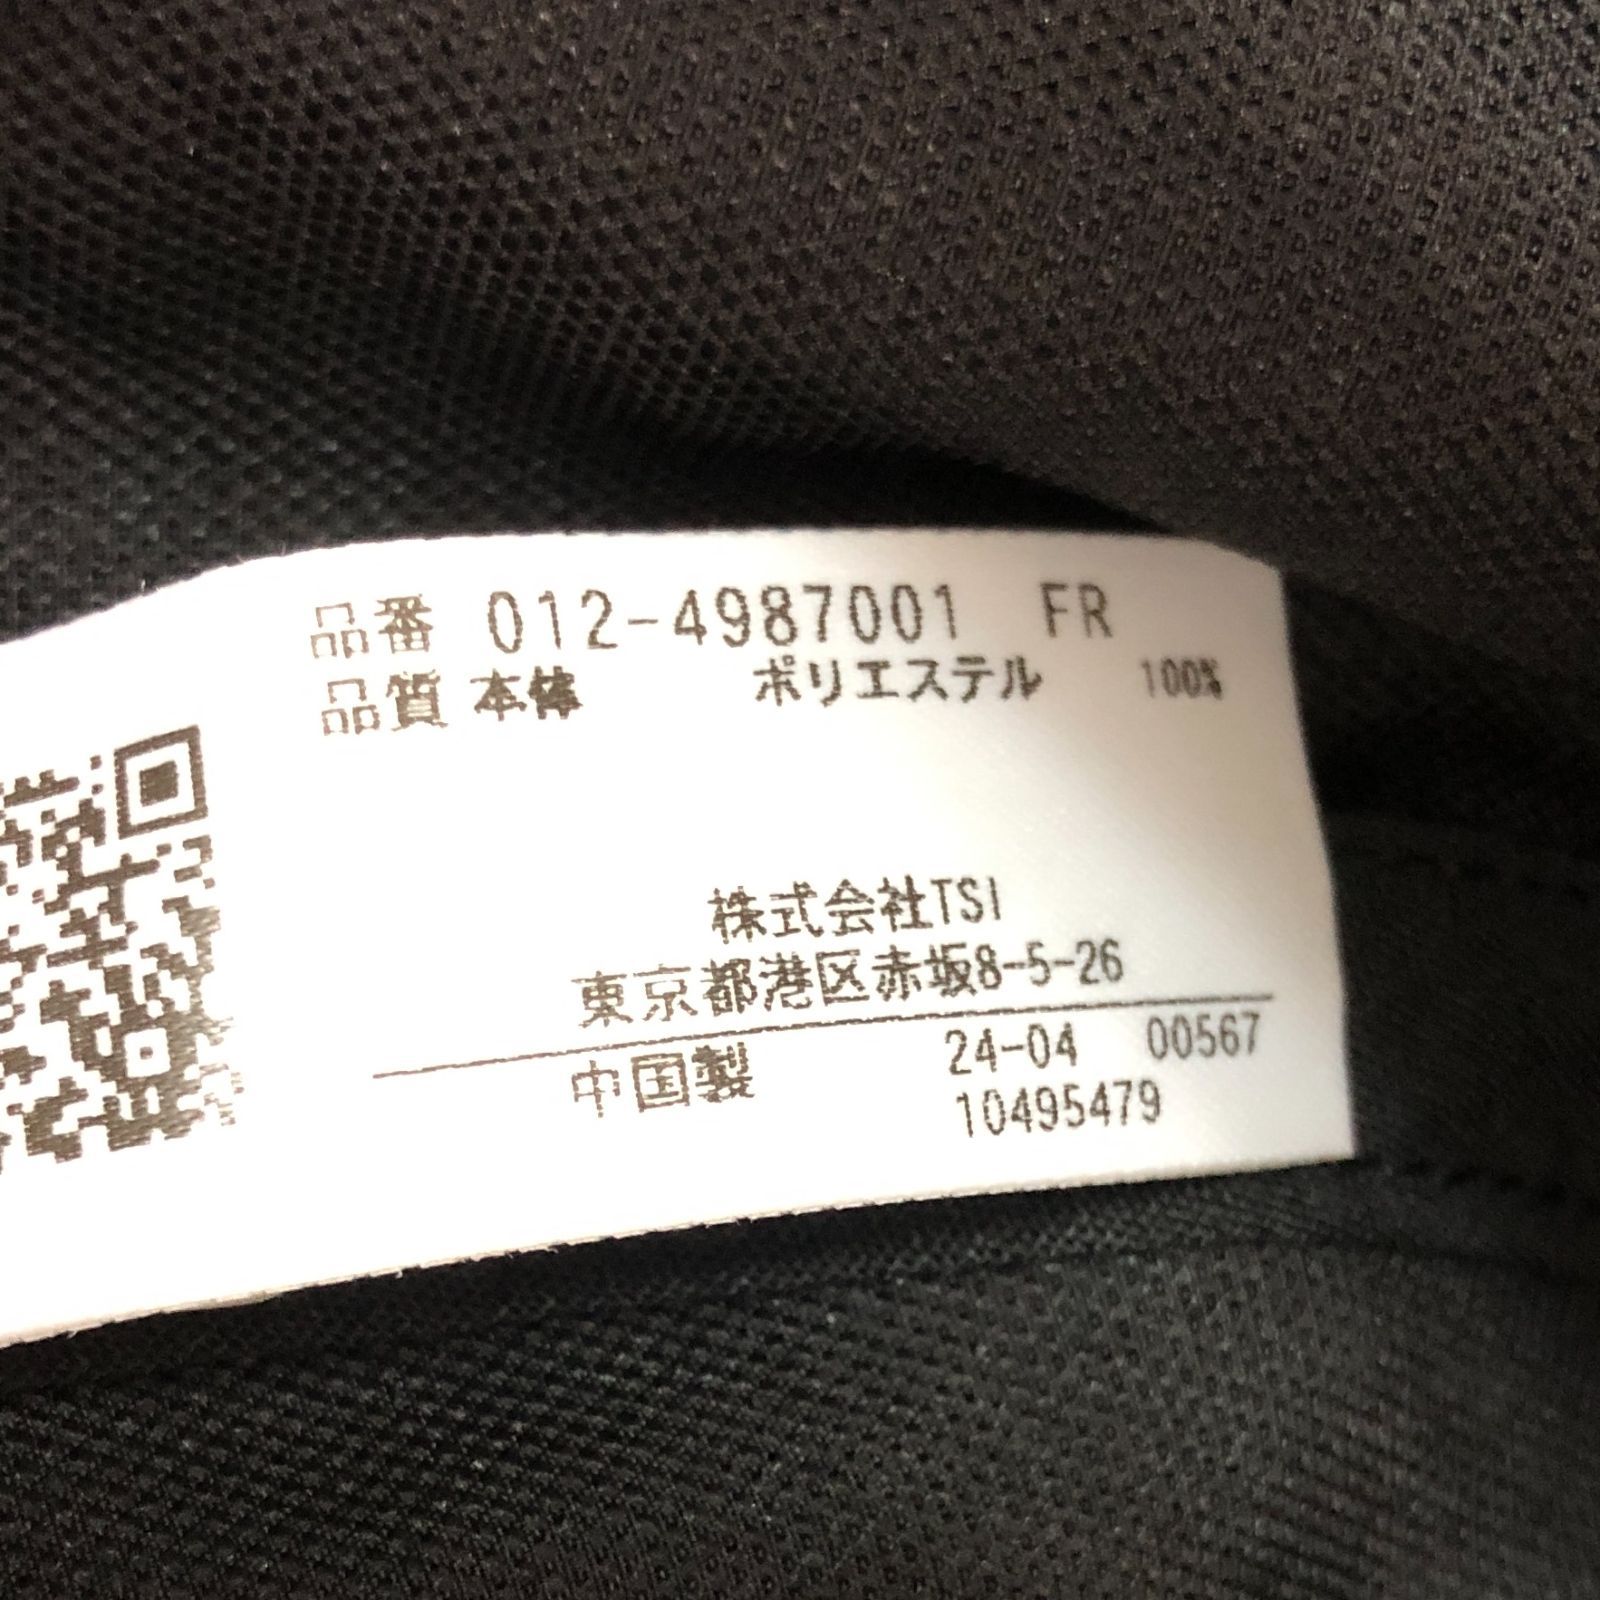 品番 012-4987001 FR
品質 本体 ポリエステル 100%
株式会社TSI
東京都港区赤坂8-5-26
中国製 24-04 00567
10495479